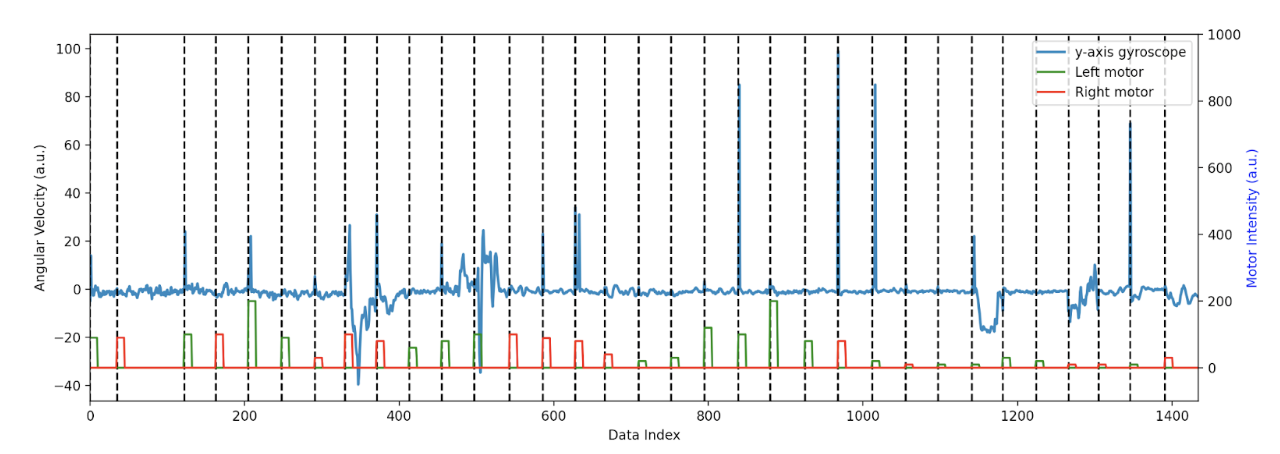 100
80
60
40
20
0
−20
−40
Angular Velocity (a.u.)
1000
800
600
400
200
0
Motor Intensity (a.u.)
y-axis gyroscope
Left motor
Right motor
0 200 400 600 800 1000 1200 1400
Data Index